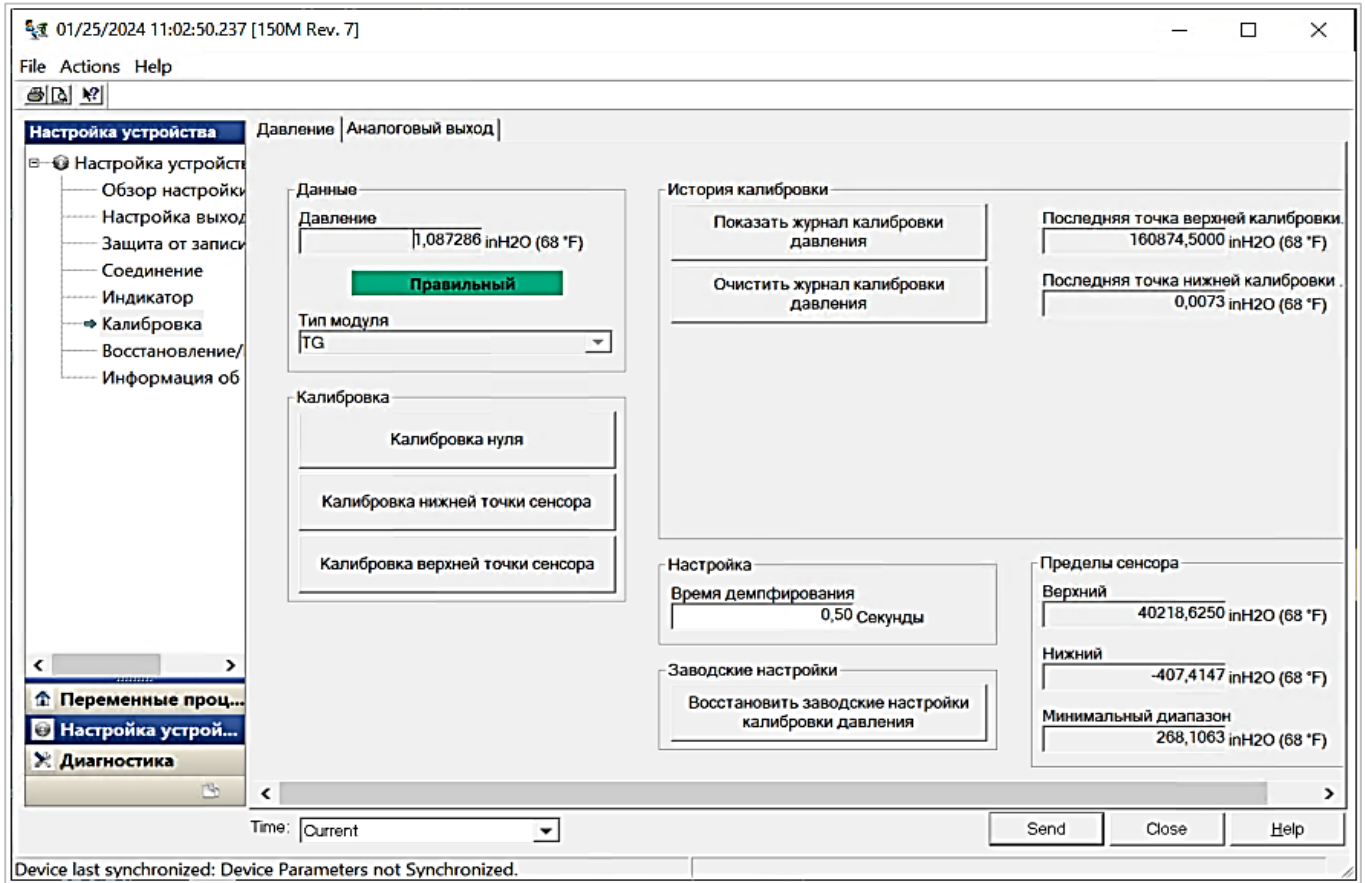 01/25/2024 11:02:50.237 [150M Rev. 7]
File Actions Help
Настройка устройства
Настройка устройств
Обзор настройки
Настройка выход
Защита от записи
Соединение
Индикатор
Калибровка
Восстановление/
Информация об
Переменные проц...
Настройка устрой...
Диагностика
Давление Аналоговый выход
Данные
Давление
1,087286 inH2O (68 °F)
Правильный
Тип модуля
TG
Калибровка
Калибровка нуля
Калибровка нижней точки сенсора
Калибровка верхней точки сенсора
История калибровки
Показать журнал калибровки
давления
Очистить журнал калибровки
давления
Последняя точка верхней калибровки.
160874,5000 inH2O (68 °F)
Последняя точка нижней калибровки .
0,0073 inH2O (68 °F)
Настройка
Время демпфирования
0,50 Секунды
Заводские настройки
Восстановить заводские настройки
калибровки давления
Пределы сенсора
Верхний
40218,6250 inH2O (68 °F)
Нижний
-407,4147 inH2O (68 °F)
Минимальный диапазон
268,1063 inH2O (68 °F)
Time: Current
Send Close Help
Device last synchronized: Device Parameters not Synchronized.